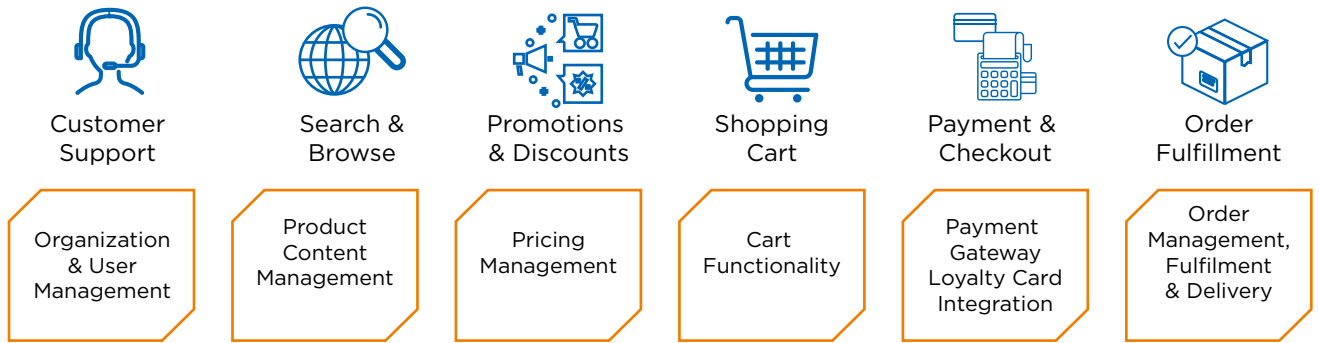 Customer
Support
Search &
Browse
Promotions
& Discounts
Shopping
Cart
Payment &
Checkout
Order
Fulfillment
Organization
& User
Management
Product
Content
Management
Pricing
Management
Cart
Functionality
Payment
Gateway
Loyalty Card
Integration
Order
Management,
Fulfilment
& Delivery